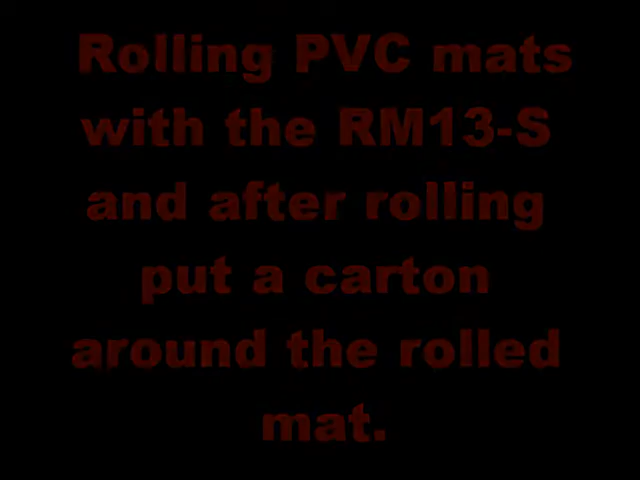 Rolling PVC mats
with the RM13-S
and after rolling
put a carton
around the rolled
mat.